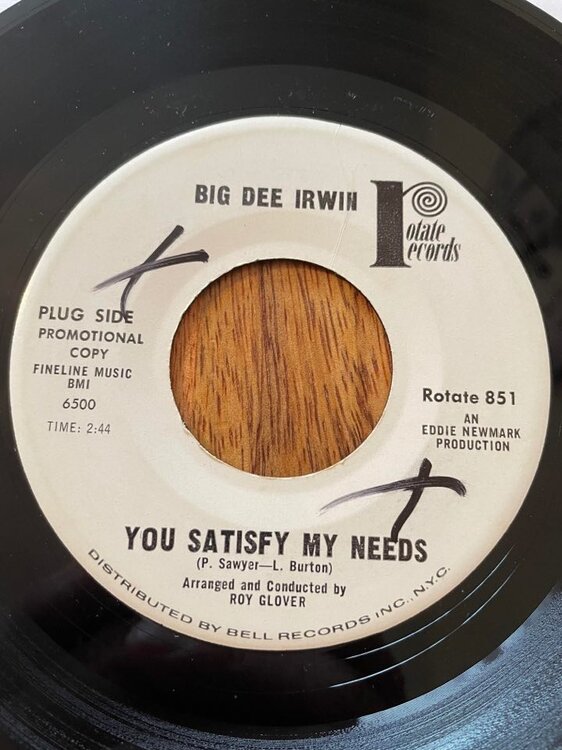 BIG DEE IRWIN
rotate
records
PLUG SIDE
PROMOTIONAL
COPY
FINELINE MUSIC
BMI
6500
TIME: 2:44
Rotate 851
AN
EDDIE NEWMARK
PRODUCTION
YOU SATISFY MY NEEDS
(P. Sawyer—L. Burton)
Arranged and Conducted by
ROY GLOVER
DISTRIBUTED BY BELL RECORDS INC., N.Y.C.